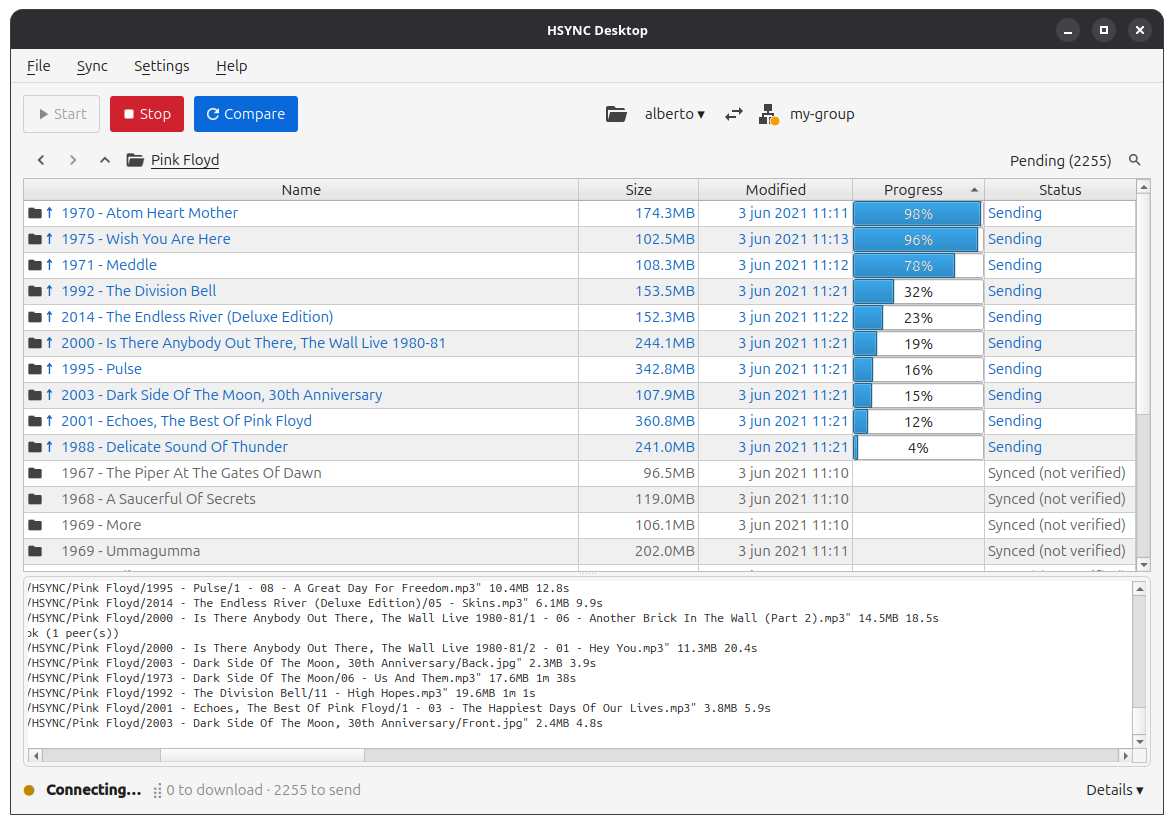 HSYNC Desktop
File Sync Settings Help
Start Stop Compare alberto ▾ my-group
Pink Floyd Pending (2255)
Name Size Modified Progress Status
↑ 1970 - Atom Heart Mother 174.3MB 3 jun 2021 11:11 98% Sending
↑ 1975 - Wish You Are Here 102.5MB 3 jun 2021 11:13 96% Sending
↑ 1971 - Meddle 108.3MB 3 jun 2021 11:12 78% Sending
↑ 1992 - The Division Bell 153.5MB 3 jun 2021 11:21 32% Sending
↑ 2014 - The Endless River (Deluxe Edition) 152.3MB 3 jun 2021 11:22 23% Sending
↑ 2000 - Is There Anybody Out There, The Wall Live 1980-81 244.1MB 3 jun 2021 11:21 19% Sending
↑ 1995 - Pulse 342.8MB 3 jun 2021 11:21 16% Sending
↑ 2003 - Dark Side Of The Moon, 30th Anniversary 107.9MB 3 jun 2021 11:21 15% Sending
↑ 2001 - Echoes, The Best Of Pink Floyd 360.8MB 3 jun 2021 11:21 12% Sending
↑ 1988 - Delicate Sound Of Thunder 241.0MB 3 jun 2021 11:21 4% Sending
1967 - The Piper At The Gates Of Dawn 96.5MB 3 jun 2021 11:10 Synced (not verified)
1968 - A Saucerful Of Secrets 119.0MB 3 jun 2021 11:10 Synced (not verified)
1969 - More 106.1MB 3 jun 2021 11:10 Synced (not verified)
1969 - Ummagumma 202.0MB 3 jun 2021 11:11 Synced (not verified)
/HSYNC/Pink Floyd/1995 - Pulse/1 - 08 - A Great Day For Freedom.mp3" 10.4MB 12.8s
/HSYNC/Pink Floyd/2014 - The Endless River (Deluxe Edition)/05 - Skins.mp3" 6.1MB 9.9s
/HSYNC/Pink Floyd/2000 - Is There Anybody Out There, The Wall Live 1980-81/1 - 06 - Another Brick In The Wall (Part 2).mp3" 14.5MB 18.5s
ok (1 peer(s))
/HSYNC/Pink Floyd/2000 - Is There Anybody Out There, The Wall Live 1980-81/2 - 01 - Hey You.mp3" 11.3MB 20.4s
/HSYNC/Pink Floyd/2003 - Dark Side Of The Moon, 30th Anniversary/Back.jpg" 2.3MB 3.9s
/HSYNC/Pink Floyd/1973 - Dark Side Of The Moon/06 - Us And Them.mp3" 17.6MB 1m 38s
/HSYNC/Pink Floyd/1992 - The Division Bell/11 - High Hopes.mp3" 19.6MB 1m 1s
/HSYNC/Pink Floyd/2001 - Echoes, The Best Of Pink Floyd/1 - 03 - The Happiest Days Of Our Lives.mp3" 3.8MB 5.9s
/HSYNC/Pink Floyd/2003 - Dark Side Of The Moon, 30th Anniversary/Front.jpg" 2.4MB 4.8s
Connecting... 0 to download · 2255 to send Details ▾